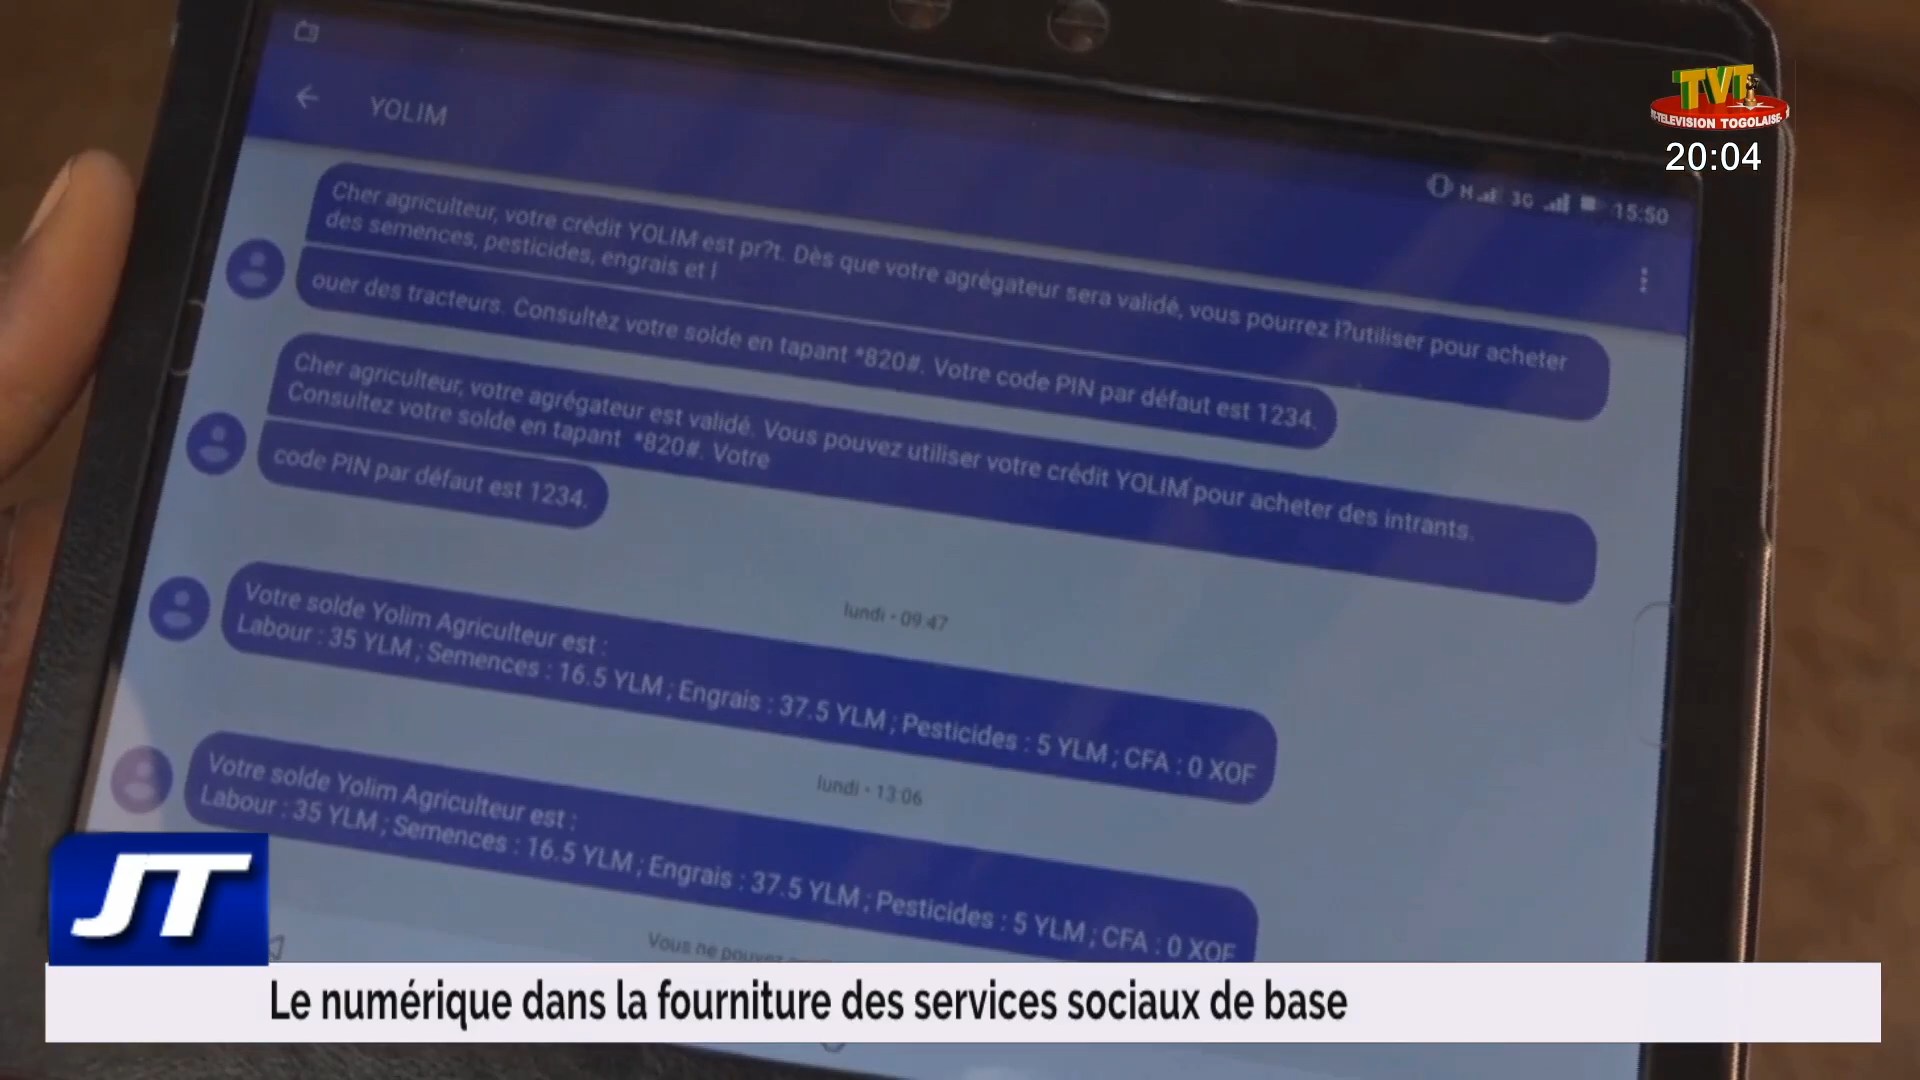 TVT
TELEVISION TOGOLAISE
20:04
YOLIM
H 3G 15:50
Cher agriculteur, votre crédit YOLIM est pr?t. Dès que votre agrégateur sera validé, vous pourrez l?utiliser pour acheter
des semences, pesticides, engrais et l
ouer des tracteurs. Consultèz votre solde en tapant *820#. Votre code PIN par défaut est 1234.
Cher agriculteur, votre agrégateur est validé. Vous pouvez utiliser votre crédit YOLIM pour acheter des intrants.
Consultez votre solde en tapant *820#. Votre
code PIN par défaut est 1234.
lundi • 09:47
Votre solde Yolim Agriculteur est :
Labour : 35 YLM ; Semences : 16.5 YLM ; Engrais : 37.5 YLM ; Pesticides : 5 YLM ; CFA : 0 XOF
lundi • 13:06
Votre solde Yolim Agriculteur est :
Labour : 35 YLM ; Semences : 16.5 YLM ; Engrais : 37.5 YLM ; Pesticides : 5 YLM ; CFA : 0 XOF
Vous ne pouvez
JT
Le numérique dans la fourniture des services sociaux de base